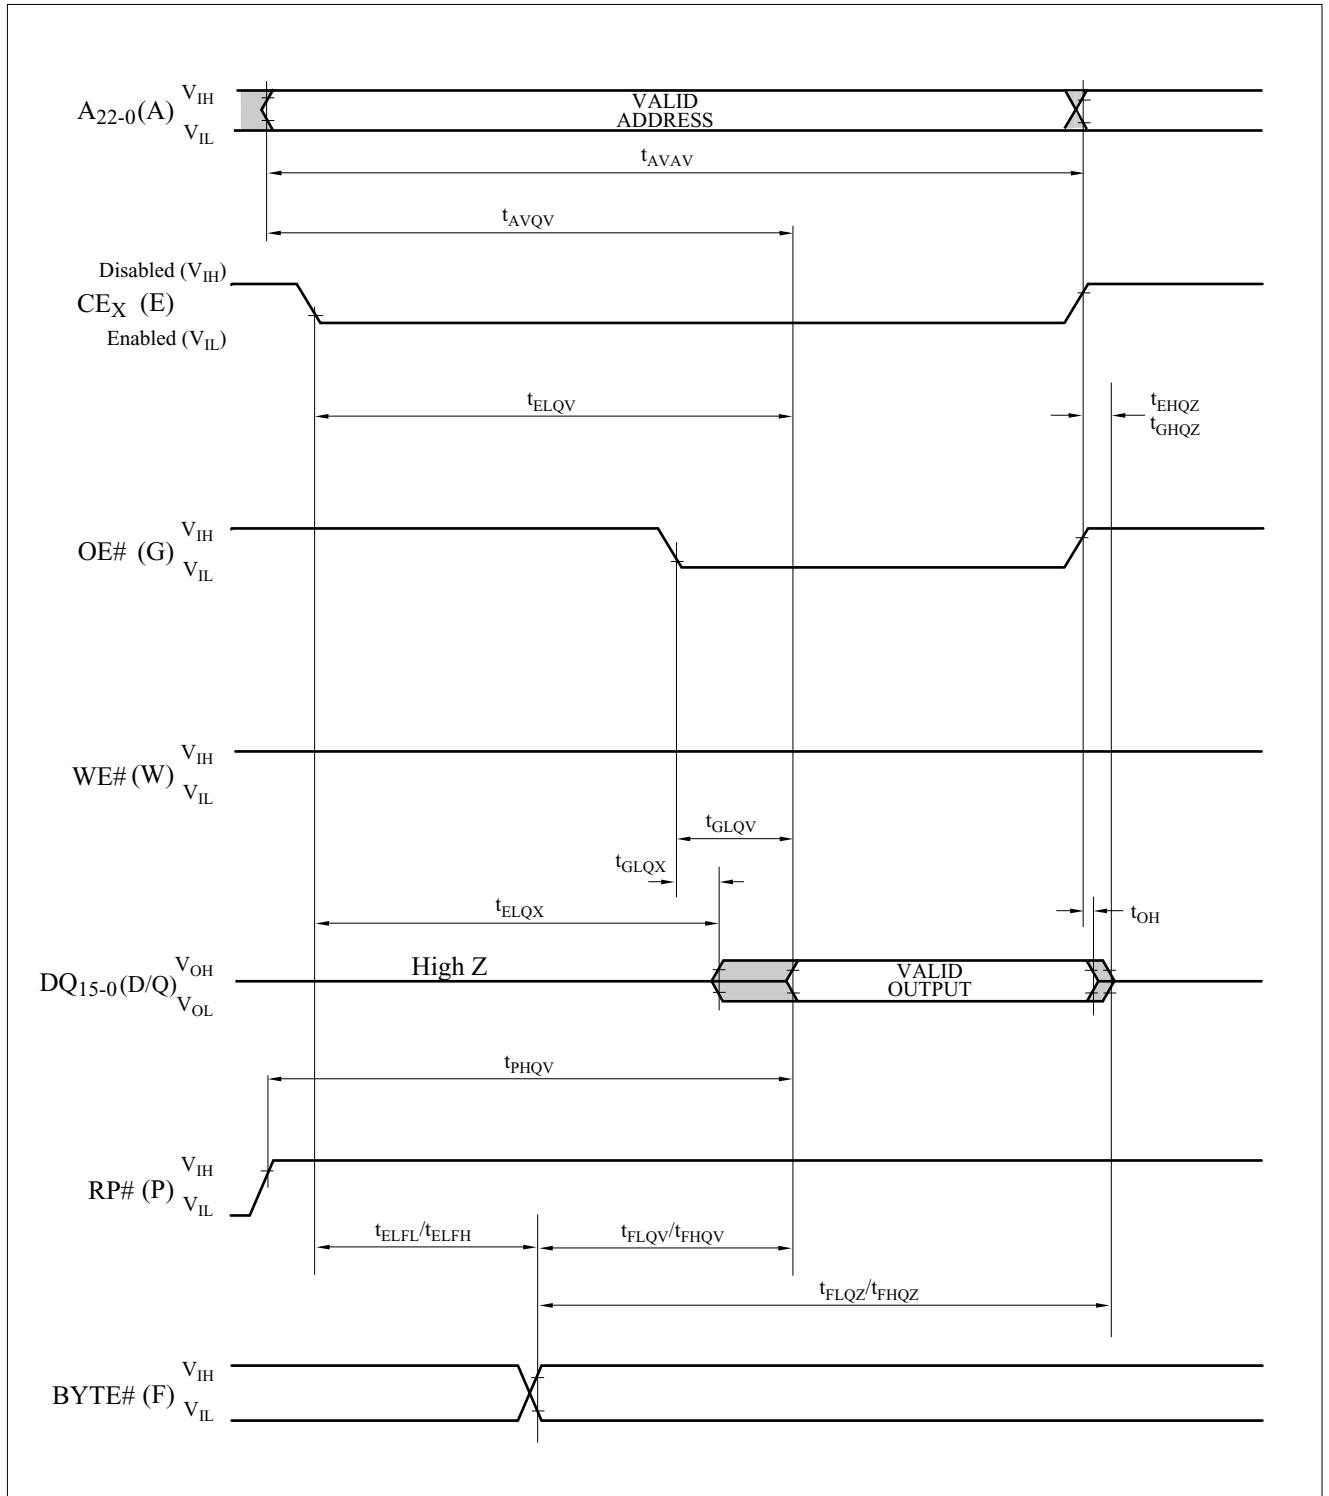 A22-0(A) VIH
VIL
VALID
ADDRESS
tAVAV
tAVQV
Disabled (VIH)
CEX (E)
Enabled (VIL)
tELQV
tEHQZ
tGHQZ
OE# (G) VIH
VIL
WE# (W) VIH
VIL
tGLQV
tGLQX
tELQX
tOH
DQ15-0(D/Q) VOH
VOL
High Z
VALID
OUTPUT
tPHQV
RP# (P) VIH
VIL
tELFL/tELFH
tFLQV/tFHQV
tFLQZ/tFHQZ
BYTE# (F) VIH
VIL